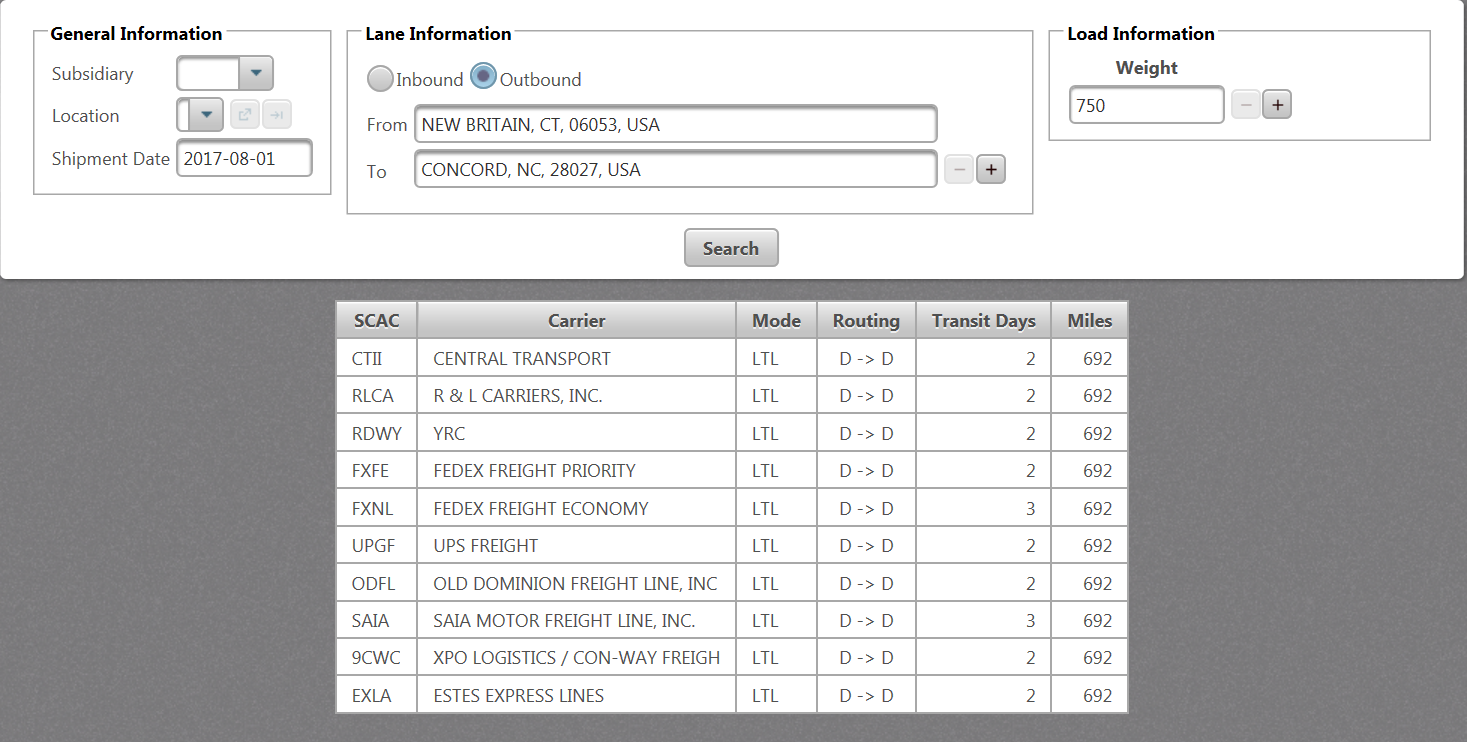 General Information
Subsidiary
Location
Shipment Date 2017-08-01
Lane Information
Inbound Outbound
From NEW BRITAIN, CT, 06053, USA
To CONCORD, NC, 28027, USA − +
Load Information
Weight
750 − +
Search
SCAC Carrier Mode Routing Transit Days Miles
CTII CENTRAL TRANSPORT LTL D -> D 2 692
RLCA R & L CARRIERS, INC. LTL D -> D 2 692
RDWY YRC LTL D -> D 2 692
FXFE FEDEX FREIGHT PRIORITY LTL D -> D 2 692
FXNL FEDEX FREIGHT ECONOMY LTL D -> D 3 692
UPGF UPS FREIGHT LTL D -> D 2 692
ODFL OLD DOMINION FREIGHT LINE, INC LTL D -> D 2 692
SAIA SAIA MOTOR FREIGHT LINE, INC. LTL D -> D 3 692
9CWC XPO LOGISTICS / CON-WAY FREIGH LTL D -> D 2 692
EXLA ESTES EXPRESS LINES LTL D -> D 2 692